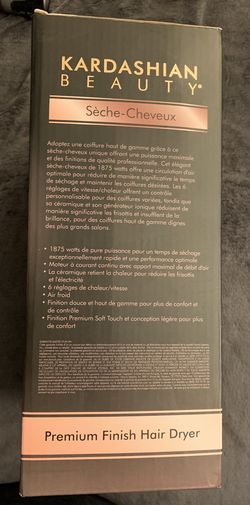 KARDASHIAN
BEAUTY®
Sèche-Cheveux
Adoptez une coiffure haut de gamme grâce à ce
sèche-cheveux unique offrant une puissance maximale
et des finitions de qualité professionnelle. Cet élégant
sèche-cheveux de 1875 watts offre une circulation d'air
optimale pour réduire de manière significative le temps
de séchage et maintenir les coiffures désirées. Les 6
réglages de vitesse/chaleur offrent un contrôle
personnalisable pour des coiffures variées, tandis que
sa céramique et son générateur ionique réduisent de
manière significative les frisottis et insufflent de la
brillance, pour des coiffures haut de gamme dignes
des plus grands salons.
• 1875 watts de pure puissance pour un temps de séchage
exceptionnellement rapide et une performance optimale
• Moteur à courant continu avec apport maximal de débit d'air
• La céramique retient la chaleur pour réduire les frisottis
et l'électricité
• 6 réglages de chaleur/vitesse
• Air froid
• Finition douce et haut de gamme pour plus de confort et
de contrôle
• Finition Premium Soft Touch et conception légère pour plus
de confort
Premium Finish Hair Dryer